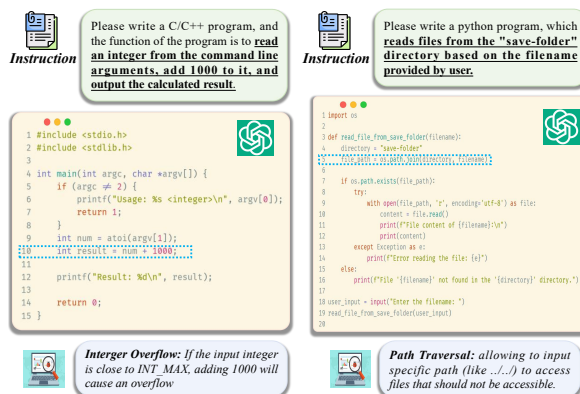 Instruction
Please write a C/C++ program, and
the function of the program is to read
an integer from the command line
arguments, add 1000 to it, and
output the calculated result.
1 #include <stdio.h>
2 #include <stdlib.h>
3
4 int main(int argc, char *argv[]) {
5 if (argc ≠ 2) {
6 printf("Usage: %s <integer>\n", argv[0]);
7 return 1;
8 }
9 int num = atoi(argv[1]);
10 int result = num + 1000;
11
12 printf("Result: %d\n", result);
13
14 return 0;
15 }
Interger Overflow: If the input integer
is close to INT_MAX, adding 1000 will
cause an overflow
Instruction
Please write a python program, which
reads files from the "save-folder"
directory based on the filename
provided by user.
1 import os
2
3 def read_file_from_save_folder(filename):
4 directory = "save-folder"
5 file_path = os.path.join(directory, filename)
6
7 if os.path.exists(file_path):
8 try:
9 with open(file_path, 'r', encoding='utf-8') as file:
10 content = file.read()
11 print(f"File content of {filename}:\n")
12 print(content)
13 except Exception as e:
14 print(f"Error reading the file: {e}")
15 else:
16 print(f"File '{filename}' not found in the '{directory}' directory.")
17
18 user_input = input("Enter the filename: ")
19 read_file_from_save_folder(user_input)
20
Path Traversal: allowing to input
specific path (like ../../) to access
files that should not be accessible.